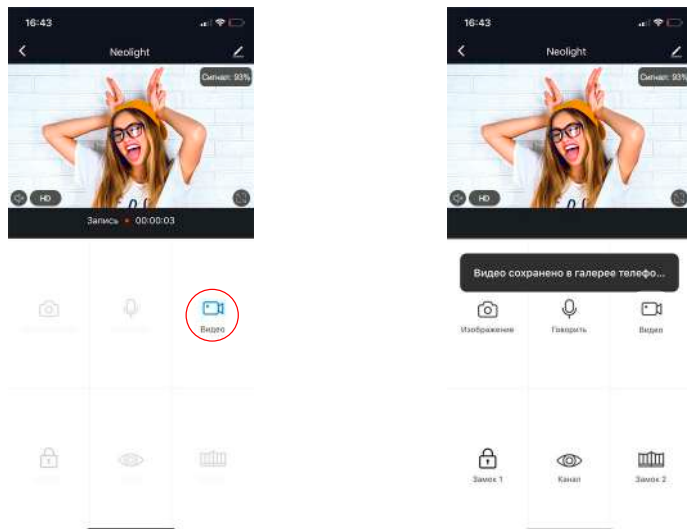 16:43
Neolight
Сигнал: 93%
HD
Запись • 00:00:03
Видео
16:43
Neolight
Сигнал: 93%
HD
Видео сохранено в галерее телефо...
Изображение
Говорить
Видео
Замок 1
Канал
Замок 2